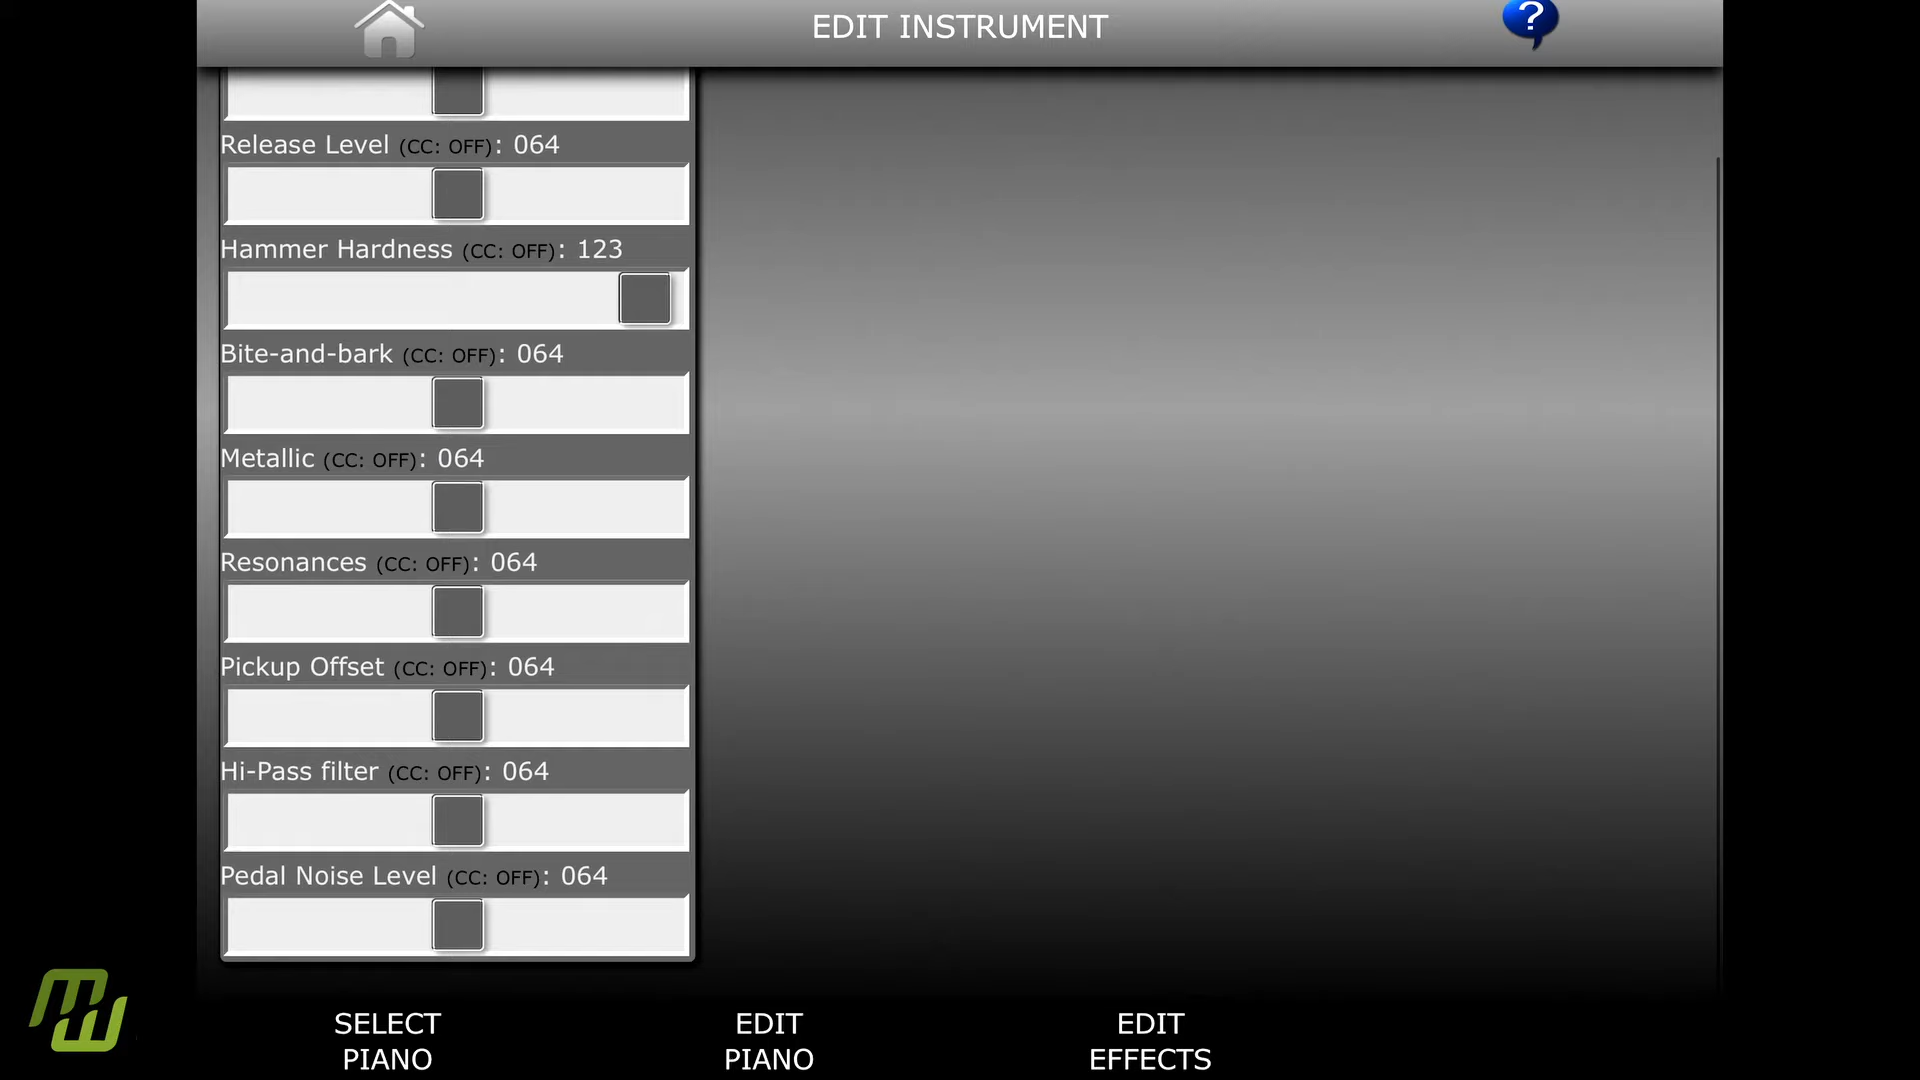 EDIT INSTRUMENT
?
Release Level (CC: OFF): 064
Hammer Hardness (CC: OFF): 123
Bite-and-bark (CC: OFF): 064
Metallic (CC: OFF): 064
Resonances (CC: OFF): 064
Pickup Offset (CC: OFF): 064
Hi-Pass filter (CC: OFF): 064
Pedal Noise Level (CC: OFF): 064
SELECT
PIANO
EDIT
PIANO
EDIT
EFFECTS